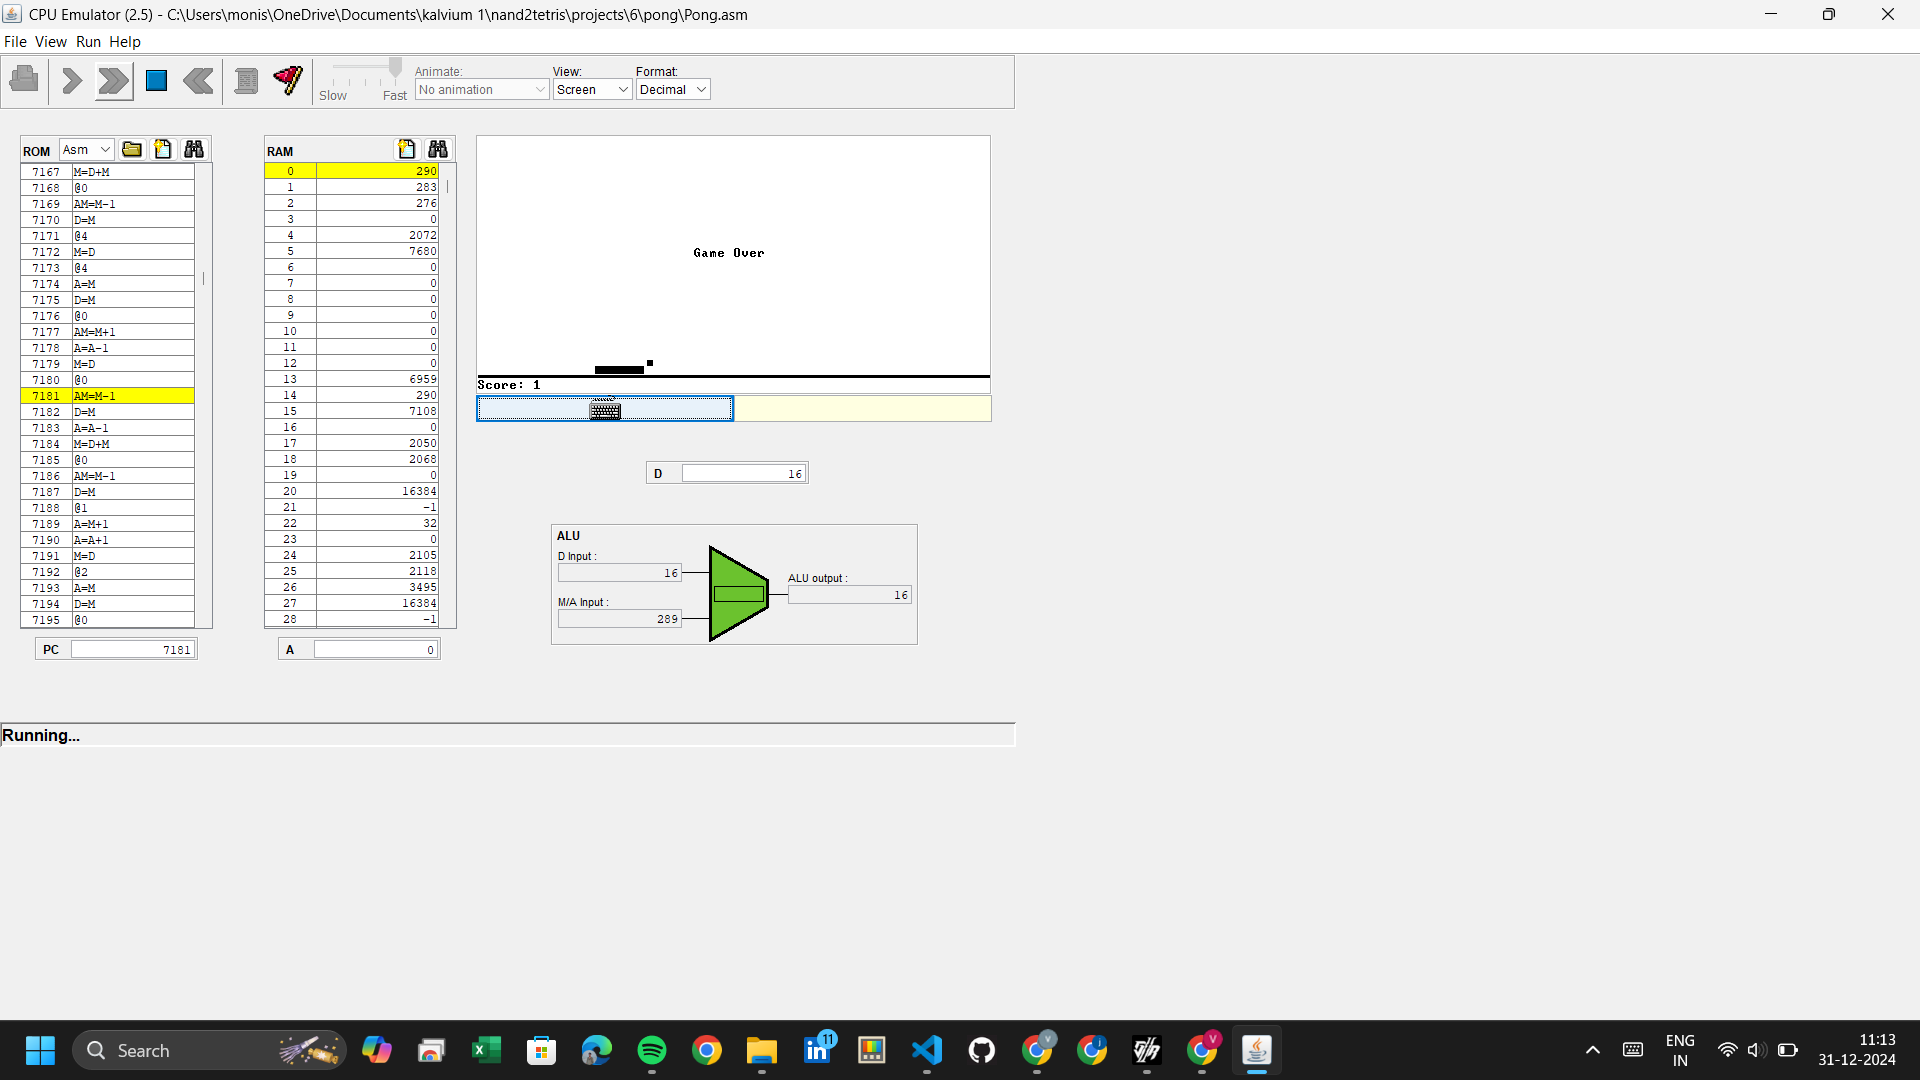 CPU Emulator (2.5) - C:\Users\monis\OneDrive\Documents\kalvium 1\nand2tetris\projects\6\pong\Pong.asm
File View Run Help
Slow Fast
Animate:
No animation
View:
Screen
Format:
Decimal
ROM Asm
7167 M=D+M
7168 @0
7169 AM=M-1
7170 D=M
7171 @4
7172 M=D
7173 @4
7174 A=M
7175 D=M
7176 @0
7177 AM=M+1
7178 A=A-1
7179 M=D
7180 @0
7181 AM=M-1
7182 D=M
7183 A=A-1
7184 M=D+M
7185 @0
7186 AM=M-1
7187 D=M
7188 @1
7189 A=M+1
7190 A=A+1
7191 M=D
7192 @2
7193 A=M
7194 D=M
7195 @0
PC 7181
RAM
0 290
1 283
2 276
3 0
4 2072
5 7680
6 0
7 0
8 0
9 0
10 0
11 0
12 0
13 6959
14 290
15 7108
16 0
17 2050
18 2068
19 0
20 16384
21 -1
22 32
23 0
24 2105
25 2118
26 3495
27 16384
28 -1
A 0
Game Over
Score: 1
D 16
ALU
D Input :
16
M/A Input :
289
ALU output :
16
Running...
Search
11
V
i
V
ENG
IN
11:13
31-12-2024